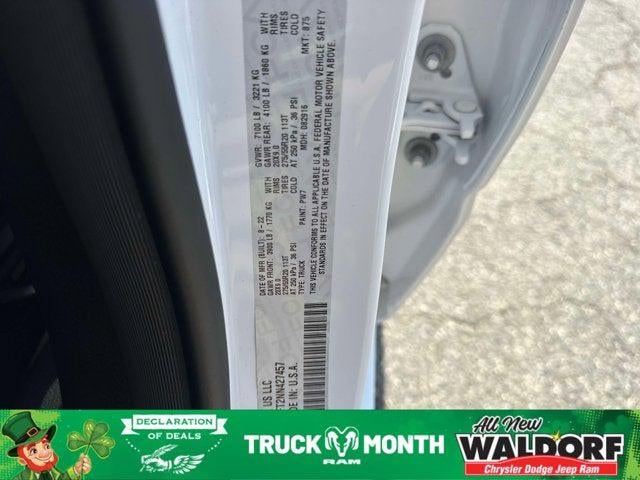 US LLC
T2NN427457
DE IN: U.S.A.
DATE OF MFR (BUILT): 8-22 GVWR: 7100 LB / 3221 KG
GAWR FRONT: 3900 LB / 1770 KG WITH GAWR REAR: 4100 LB / 1860 KG WITH
20X9.0 RIMS 20X9.0 RIMS
275/55R20 113T TIRES 275/55R20 113T TIRES
AT 250 kPa / 36 PSI COLD AT 250 kPa / 36 PSI COLD
TYPE: TRUCK PAINT: PW7 MDH: 082916 MKT: 875
THIS VEHICLE CONFORMS TO ALL APPLICABLE U.S.A. FEDERAL MOTOR VEHICLE SAFETY
STANDARDS IN EFFECT ON THE DATE OF MANUFACTURE SHOWN ABOVE.
DECLARATION
OF DEALS
TRUCK MONTH
RAM
All New
WALDORF
Chrysler Dodge Jeep Ram